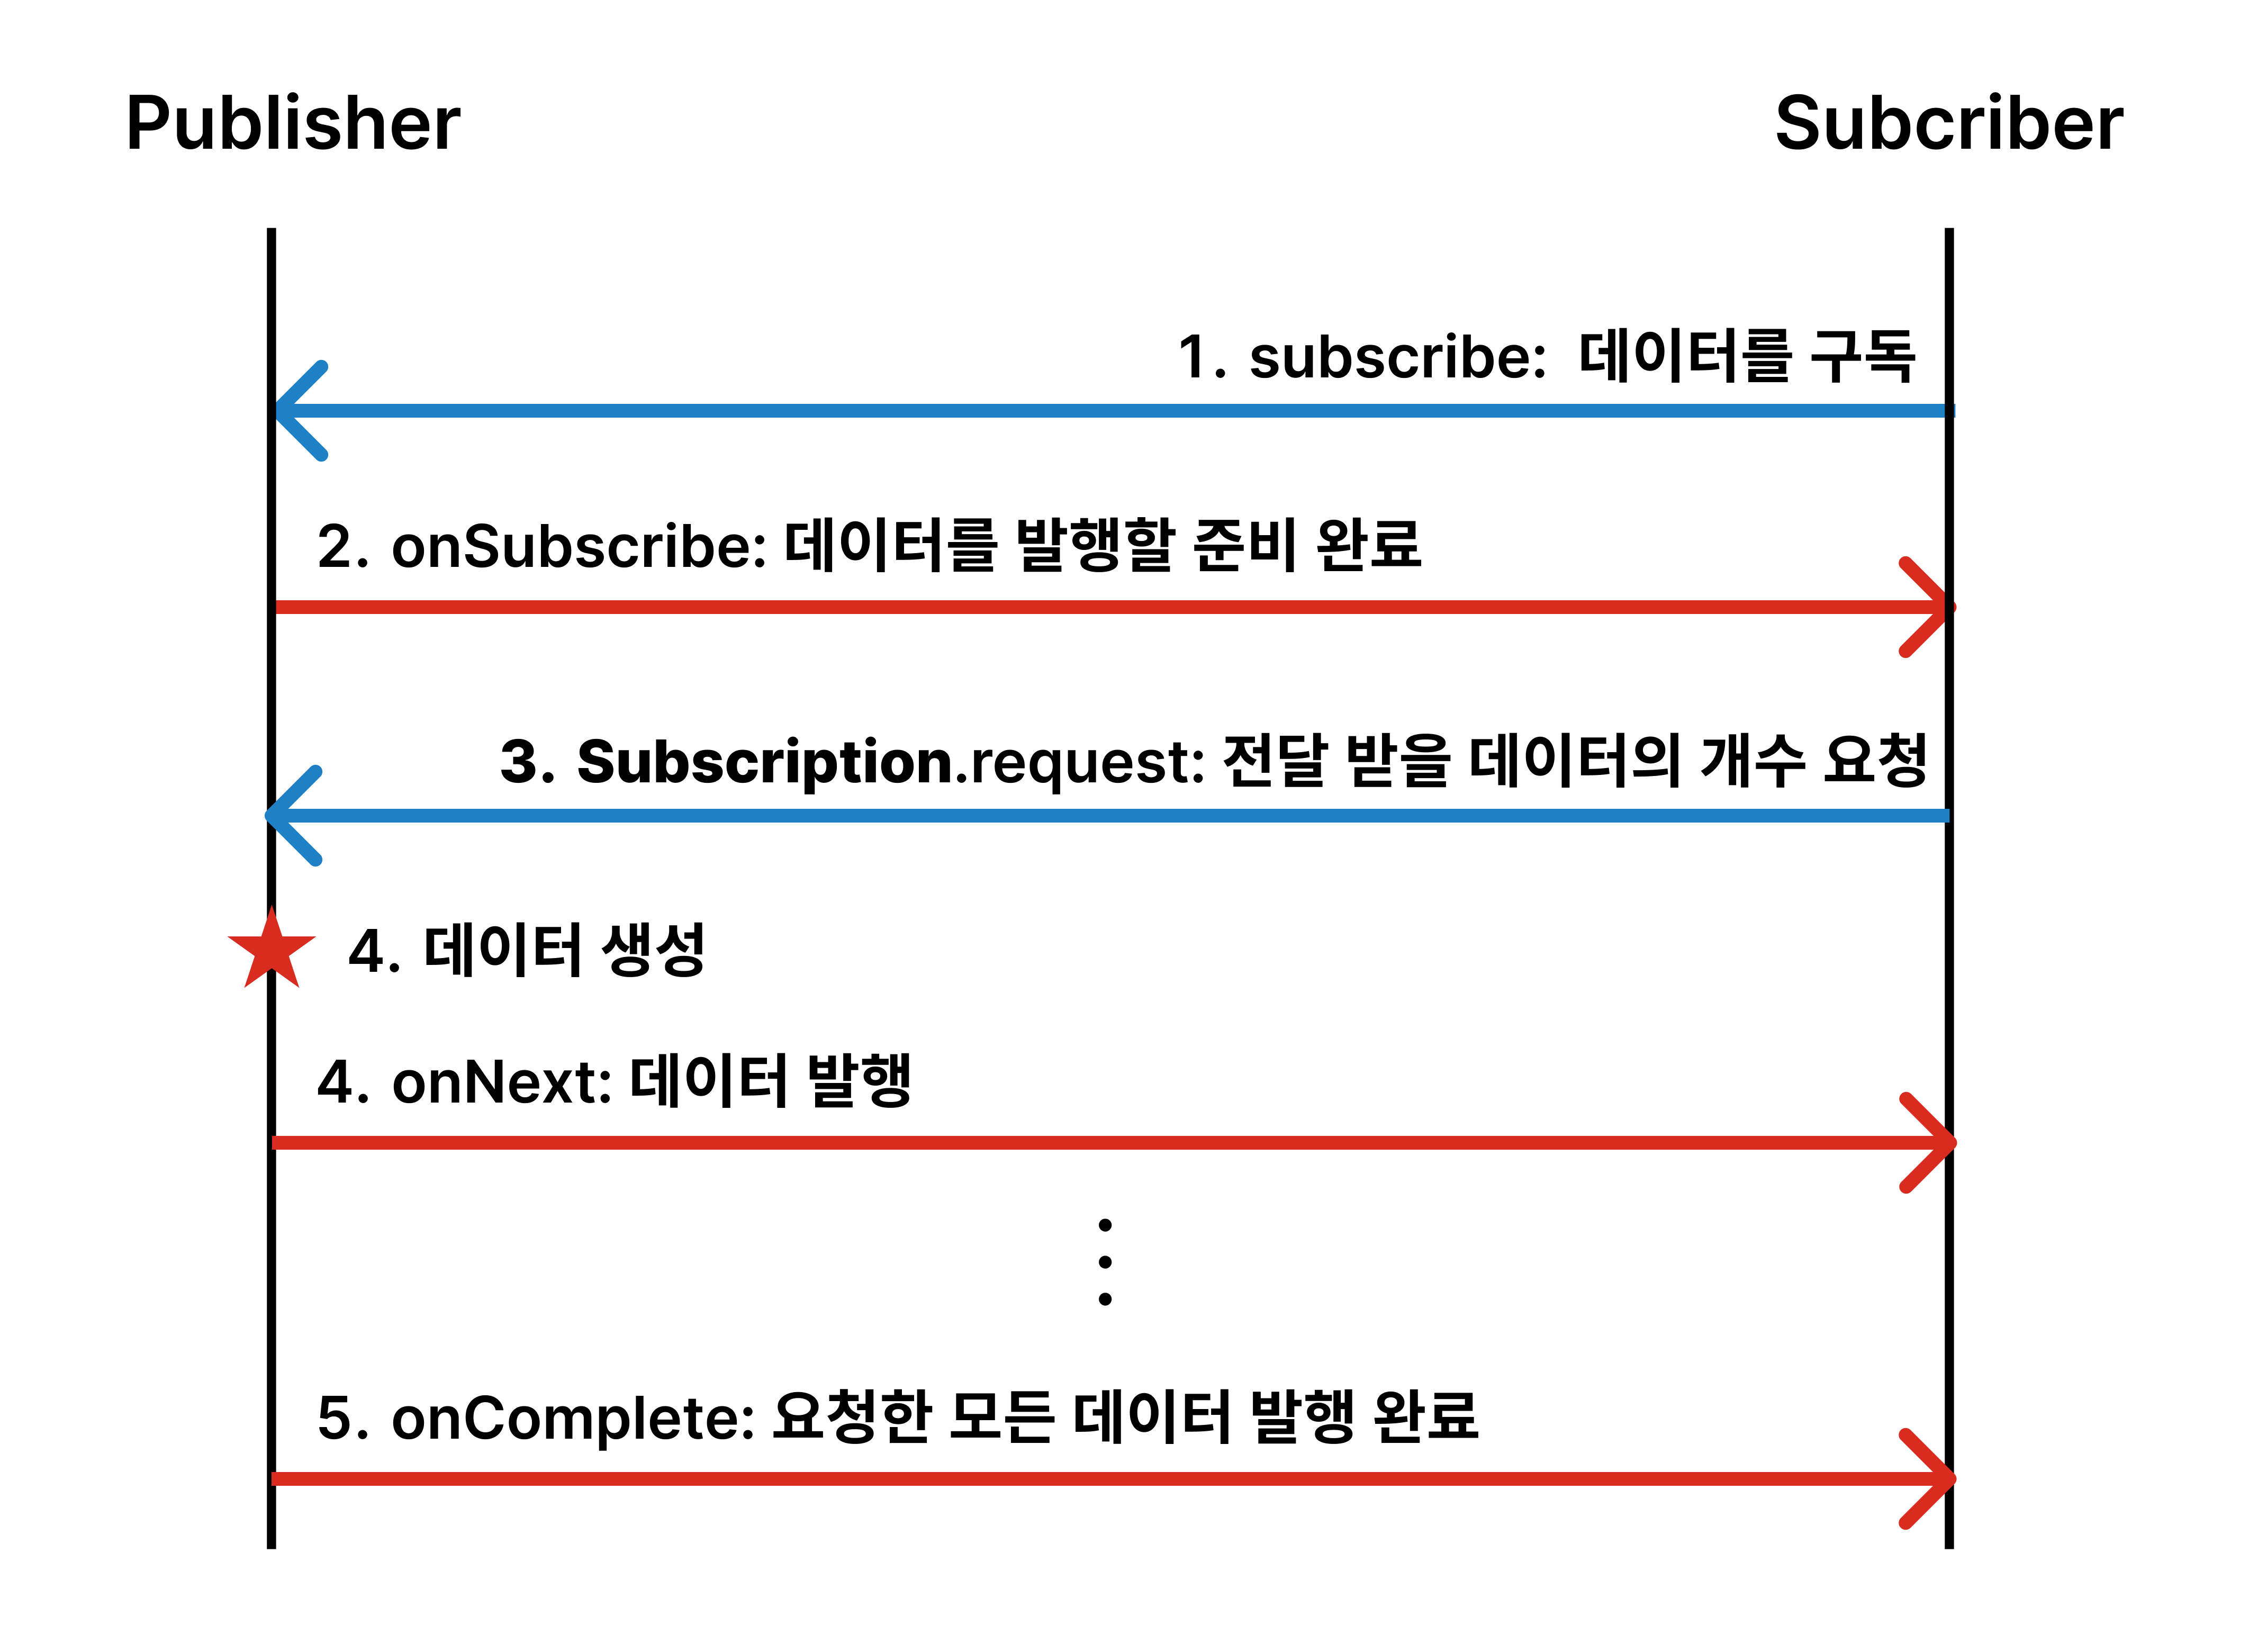 Publisher
Subcriber
1. subscribe: 데이터를 구독
2. onSubscribe: 데이터를 발행할 준비 완료
3. Subscription.request: 전달 받을 데이터의 개수 요청
4. 데이터 생성
4. onNext: 데이터 발행
5. onComplete: 요청한 모든 데이터 발행 완료